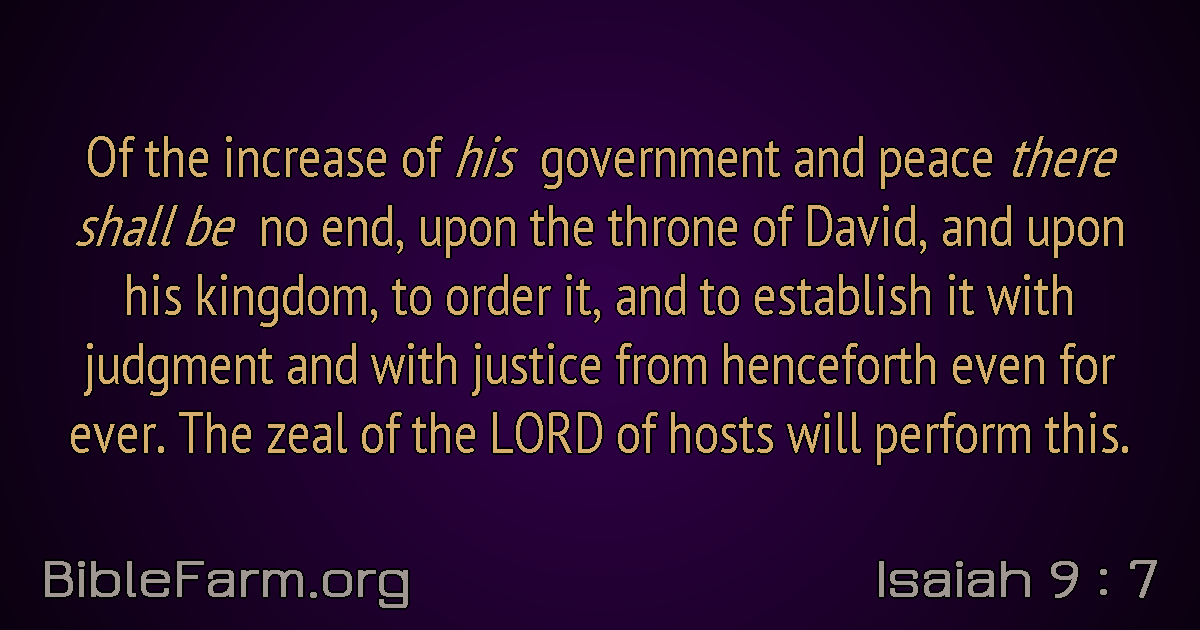 Of the increase of his government and peace there
shall be no end, upon the throne of David, and upon
his kingdom, to order it, and to establish it with
judgment and with justice from henceforth even for
ever. The zeal of the LORD of hosts will perform this.
BibleFarm.org
Isaiah 9 : 7